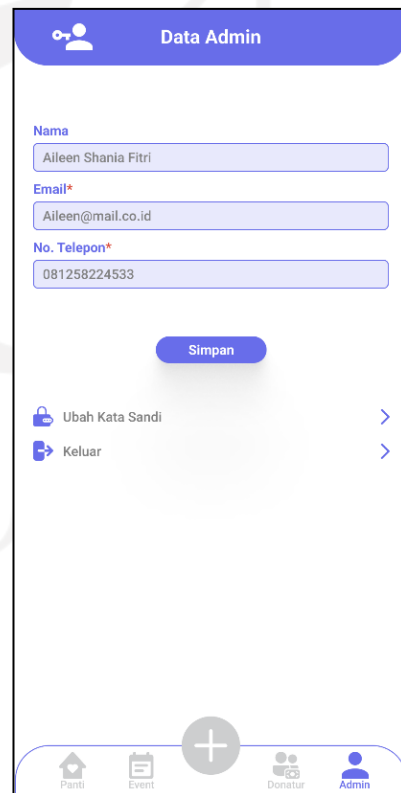 Data Admin
Nama
Aileen Shania Fitri
Email*
Aileen@mail.co.id
No. Telepon*
081258224533
Simpan
Ubah Kata Sandi
Keluar
Panti Event Donatur Admin